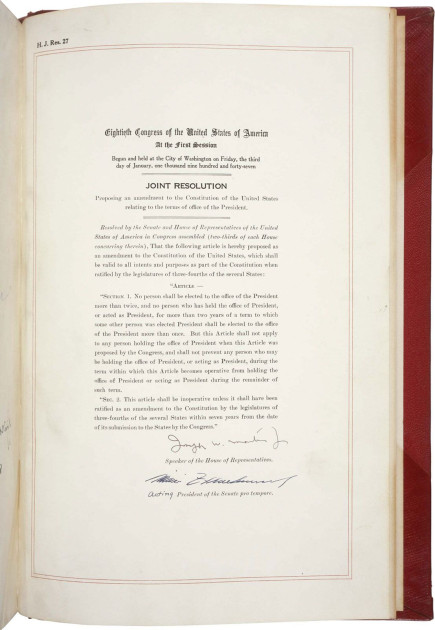 H. J. Res. 27
Eightieth Congress of the United States of America
At the First Session
Begun and held at the City of Washington on Friday, the third
day of January, one thousand nine hundred and forty-seven
JOINT RESOLUTION
Proposing an amendment to the Constitution of the United States
relating to the terms of office of the President.
Resolved by the Senate and House of Representatives of the United
States of America in Congress assembled (two-thirds of each House
concurring therein), That the following article is hereby proposed as
an amendment to the Constitution of the United States, which shall
be valid to all intents and purposes as part of the Constitution when
ratified by the legislatures of three-fourths of the several States:
"ARTICLE —
"SECTION 1. No person shall be elected to the office of the President
more than twice, and no person who has held the office of President,
or acted as President, for more than two years of a term to which
some other person was elected President shall be elected to the office
of the President more than once. But this Article shall not apply
to any person holding the office of President when this Article was
proposed by the Congress, and shall not prevent any person who may
be holding the office of President, or acting as President, during the
term within which this Article becomes operative from holding the
office of President or acting as President during the remainder of
such term.
"SEC. 2. This article shall be inoperative unless it shall have been
ratified as an amendment to the Constitution by the legislatures of
three-fourths of the several States within seven years from the date
of its submission to the States by the Congress."
Joseph W. Martin Jr
Speaker of the House of Representatives.
acting President of the Senate pro tempore.